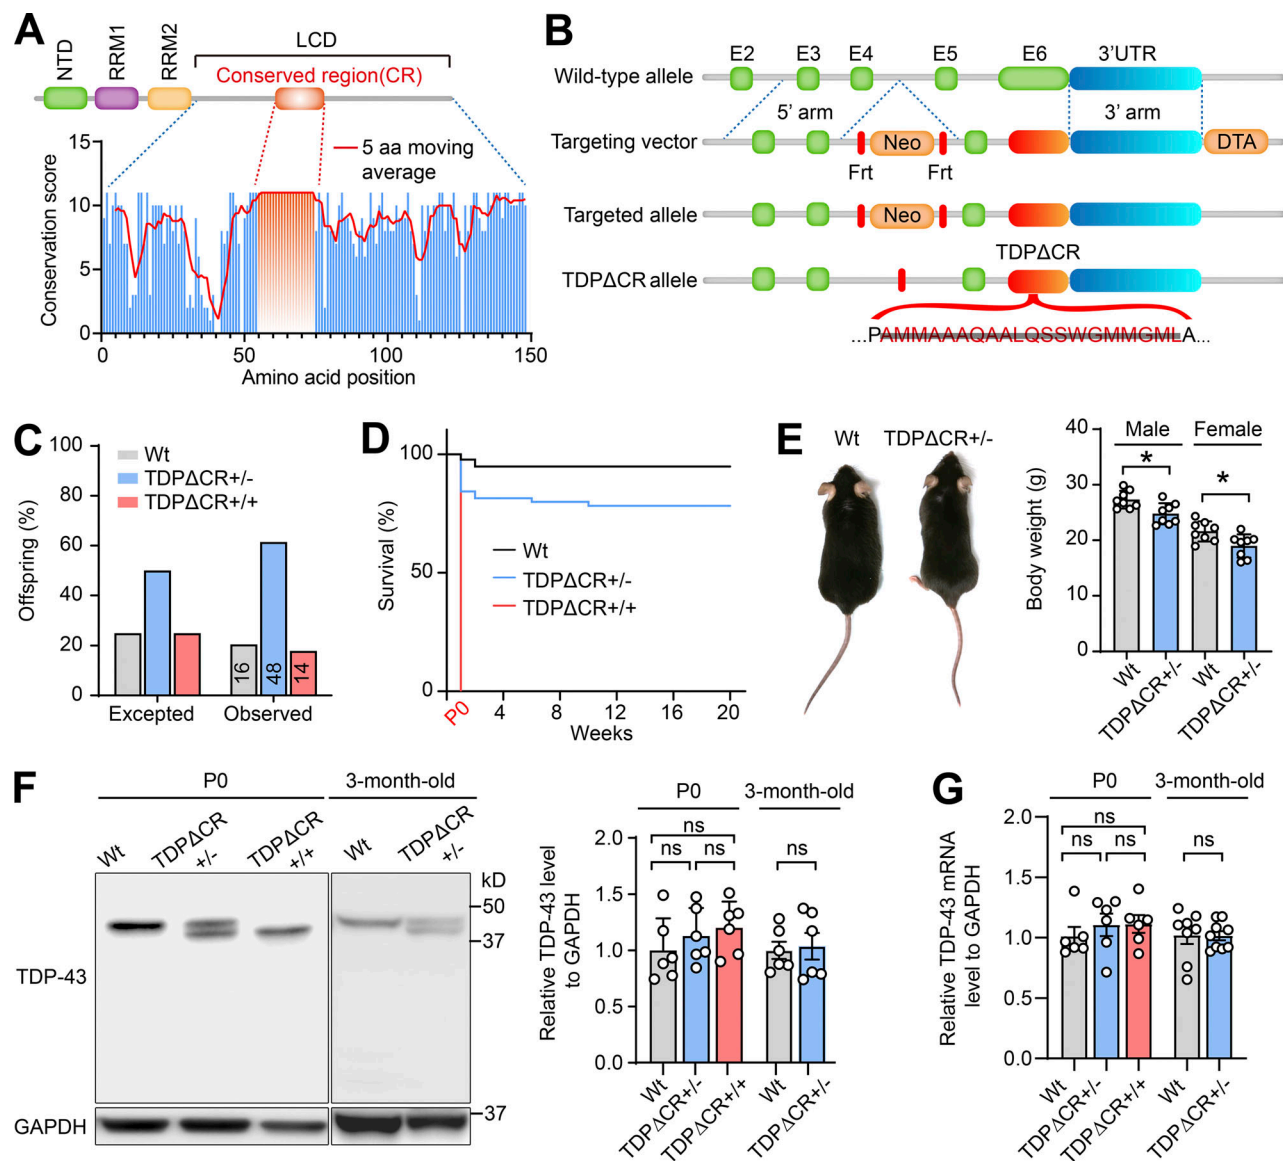 A
NTD
RRM1
RRM2
LCD
Conserved region(CR)
5 aa moving
average
Conservation score
15
10
5
0
0
50
100
150
Amino acid position
B
E2
E3
E4
E5
E6
3'UTR
Wild-type allele
5' arm
3' arm
Targeting vector
Neo
DTA
Frt
Frt
Targeted allele
Neo
TDPΔCR
TDPΔCR allele
...PAMMAAAQAALQSSWGMMGMLA...
C
Offspring (%)
100
80
60
40
20
0
Wt
TDPΔCR+/-
TDPΔCR+/+
16
48
14
Excepted
Observed
D
Survival (%)
100
50
0
Wt
TDPΔCR+/-
TDPΔCR+/+
P0
4
8
12
16
20
Weeks
E
Wt
TDPΔCR+/-
Body weight (g)
40
30
20
10
0
Male
Female
*
*
Wt
TDPΔCR+/-
Wt
TDPΔCR+/-
F
P0
3-month-old
Wt
TDPΔCR
+/-
TDPΔCR
+/+
Wt
TDPΔCR
+/-
kD
50
37
TDP-43
37
GAPDH
Relative TDP-43 level
to GAPDH
2.0
1.5
1.0
0.5
0.0
P0
3-month-old
ns
ns
ns
ns
Wt
TDPΔCR+/-
TDPΔCR+/+
Wt
TDPΔCR+/-
G
Relative TDP-43 mRNA
level to GAPDH
2.0
1.5
1.0
0.5
0.0
P0
3-month-old
ns
ns
ns
ns
Wt
TDPΔCR+/-
TDPΔCR+/+
Wt
TDPΔCR+/-